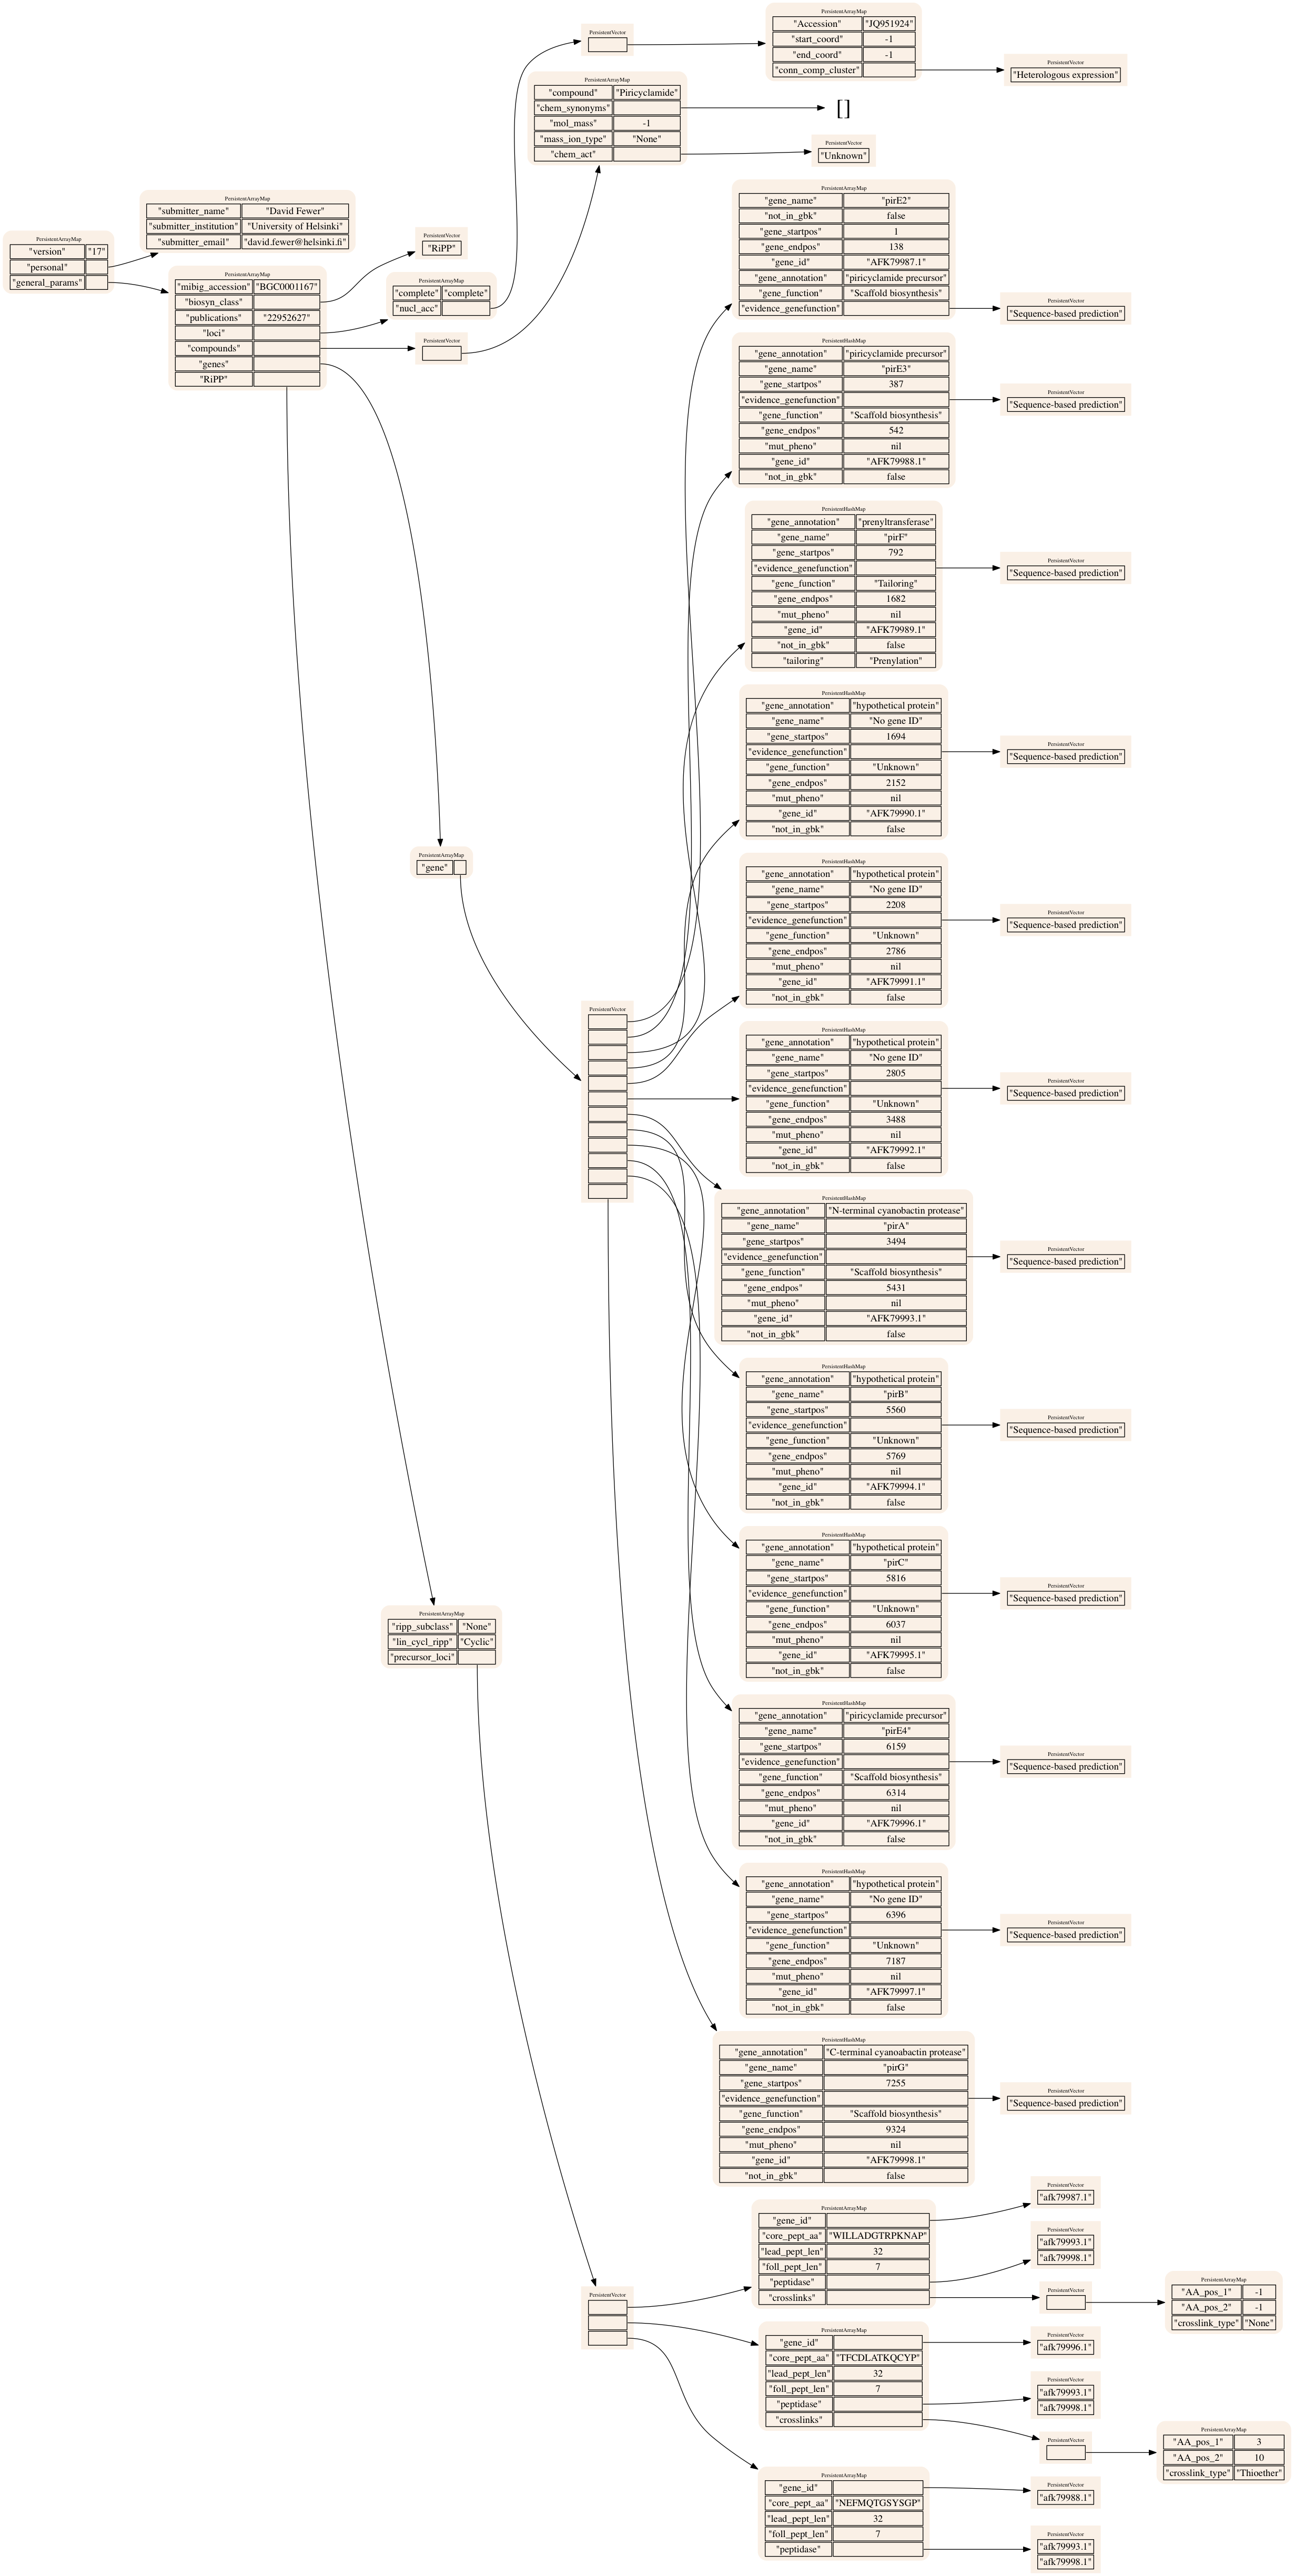 PersistentArrayMap
"version" "17"
"personal"
"general_params"
PersistentArrayMap
"submitter_name" "David Fewer"
"submitter_institution" "University of Helsinki"
"submitter_email" "david.fewer@helsinki.fi"
PersistentArrayMap
"mibig_accession" "BGC0001167"
"biosyn_class"
"publications" "22952627"
"loci"
"compounds"
"genes"
"RiPP"
PersistentVector
"RiPP"
PersistentArrayMap
"complete" "complete"
"nucl_acc"
PersistentVector
PersistentVector
PersistentArrayMap
"Accession" "JQ951924"
"start_coord" -1
"end_coord" -1
"conn_comp_cluster"
PersistentVector
"Heterologous expression"
PersistentArrayMap
"compound" "Piricyclamide"
"chem_synonyms"
"mol_mass" -1
"mass_ion_type" "None"
"chem_act"
[]
PersistentVector
"Unknown"
PersistentArrayMap
"gene"
PersistentVector
PersistentArrayMap
"gene_name" "pirE2"
"not_in_gbk" false
"gene_startpos" 1
"gene_endpos" 138
"gene_id" "AFK79987.1"
"gene_annotation" "piricyclamide precursor"
"gene_function" "Scaffold biosynthesis"
"evidence_genefunction"
PersistentVector
"Sequence-based prediction"
PersistentHashMap
"gene_annotation" "piricyclamide precursor"
"gene_name" "pirE3"
"gene_startpos" 387
"evidence_genefunction"
"gene_function" "Scaffold biosynthesis"
"gene_endpos" 542
"mut_pheno" nil
"gene_id" "AFK79988.1"
"not_in_gbk" false
PersistentVector
"Sequence-based prediction"
PersistentHashMap
"gene_annotation" "prenyltransferase"
"gene_name" "pirF"
"gene_startpos" 792
"evidence_genefunction"
"gene_function" "Tailoring"
"gene_endpos" 1682
"mut_pheno" nil
"gene_id" "AFK79989.1"
"not_in_gbk" false
"tailoring" "Prenylation"
PersistentVector
"Sequence-based prediction"
PersistentHashMap
"gene_annotation" "hypothetical protein"
"gene_name" "No gene ID"
"gene_startpos" 1694
"evidence_genefunction"
"gene_function" "Unknown"
"gene_endpos" 2152
"mut_pheno" nil
"gene_id" "AFK79990.1"
"not_in_gbk" false
PersistentVector
"Sequence-based prediction"
PersistentHashMap
"gene_annotation" "hypothetical protein"
"gene_name" "No gene ID"
"gene_startpos" 2208
"evidence_genefunction"
"gene_function" "Unknown"
"gene_endpos" 2786
"mut_pheno" nil
"gene_id" "AFK79991.1"
"not_in_gbk" false
PersistentVector
"Sequence-based prediction"
PersistentHashMap
"gene_annotation" "hypothetical protein"
"gene_name" "No gene ID"
"gene_startpos" 2805
"evidence_genefunction"
"gene_function" "Unknown"
"gene_endpos" 3488
"mut_pheno" nil
"gene_id" "AFK79992.1"
"not_in_gbk" false
PersistentVector
"Sequence-based prediction"
PersistentHashMap
"gene_annotation" "N-terminal cyanobactin protease"
"gene_name" "pirA"
"gene_startpos" 3494
"evidence_genefunction"
"gene_function" "Scaffold biosynthesis"
"gene_endpos" 5431
"mut_pheno" nil
"gene_id" "AFK79993.1"
"not_in_gbk" false
PersistentVector
"Sequence-based prediction"
PersistentHashMap
"gene_annotation" "hypothetical protein"
"gene_name" "pirB"
"gene_startpos" 5560
"evidence_genefunction"
"gene_function" "Unknown"
"gene_endpos" 5769
"mut_pheno" nil
"gene_id" "AFK79994.1"
"not_in_gbk" false
PersistentVector
"Sequence-based prediction"
PersistentHashMap
"gene_annotation" "hypothetical protein"
"gene_name" "pirC"
"gene_startpos" 5816
"evidence_genefunction"
"gene_function" "Unknown"
"gene_endpos" 6037
"mut_pheno" nil
"gene_id" "AFK79995.1"
"not_in_gbk" false
PersistentVector
"Sequence-based prediction"
PersistentHashMap
"gene_annotation" "piricyclamide precursor"
"gene_name" "pirE4"
"gene_startpos" 6159
"evidence_genefunction"
"gene_function" "Scaffold biosynthesis"
"gene_endpos" 6314
"mut_pheno" nil
"gene_id" "AFK79996.1"
"not_in_gbk" false
PersistentVector
"Sequence-based prediction"
PersistentHashMap
"gene_annotation" "hypothetical protein"
"gene_name" "No gene ID"
"gene_startpos" 6396
"evidence_genefunction"
"gene_function" "Unknown"
"gene_endpos" 7187
"mut_pheno" nil
"gene_id" "AFK79997.1"
"not_in_gbk" false
PersistentVector
"Sequence-based prediction"
PersistentHashMap
"gene_annotation" "C-terminal cyanoabactin protease"
"gene_name" "pirG"
"gene_startpos" 7255
"evidence_genefunction"
"gene_function" "Scaffold biosynthesis"
"gene_endpos" 9324
"mut_pheno" nil
"gene_id" "AFK79998.1"
"not_in_gbk" false
PersistentVector
"Sequence-based prediction"
PersistentArrayMap
"ripp_subclass" "None"
"lin_cycl_ripp" "Cyclic"
"precursor_loci"
PersistentVector
PersistentArrayMap
"gene_id"
"core_pept_aa" "WILLADGTRPKNAP"
"lead_pept_len" 32
"foll_pept_len" 7
"peptidase"
"crosslinks"
PersistentVector
"afk79987.1"
PersistentVector
"afk79993.1"
"afk79998.1"
PersistentVector
PersistentArrayMap
"AA_pos_1" -1
"AA_pos_2" -1
"crosslink_type" "None"
PersistentArrayMap
"gene_id"
"core_pept_aa" "TFCDLATKQCYP"
"lead_pept_len" 32
"foll_pept_len" 7
"peptidase"
"crosslinks"
PersistentVector
"afk79996.1"
PersistentVector
"afk79993.1"
"afk79998.1"
PersistentVector
PersistentArrayMap
"AA_pos_1" 3
"AA_pos_2" 10
"crosslink_type" "Thioether"
PersistentArrayMap
"gene_id"
"core_pept_aa" "NEFMQTGSYSGP"
"lead_pept_len" 32
"foll_pept_len" 7
"peptidase"
PersistentVector
"afk79988.1"
PersistentVector
"afk79993.1"
"afk79998.1"